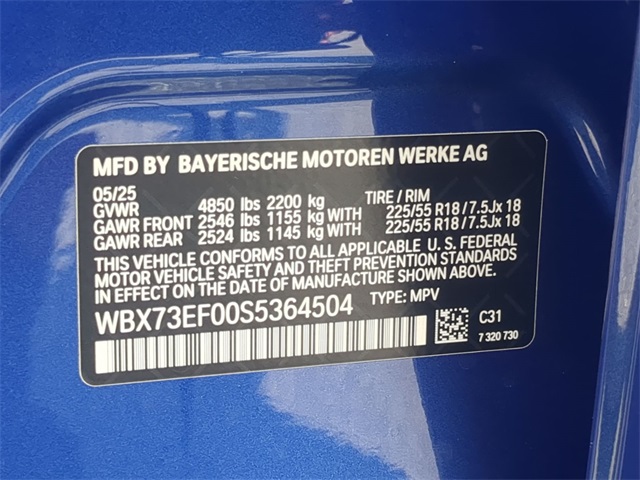 MFD BY BAYERISCHE MOTOREN WERKE AG
05/25
GVWR 4850 lbs 2200 kg TIRE / RIM
GAWR FRONT 2546 lbs 1155 kg WITH 225/55 R18 / 7.5Jx 18
GAWR REAR 2524 lbs 1145 kg WITH 225/55 R18 / 7.5Jx 18
THIS VEHICLE CONFORMS TO ALL APPLICABLE U. S. FEDERAL
MOTOR VEHICLE SAFETY AND THEFT PREVENTION STANDARDS
IN EFFECT ON THE DATE OF MANUFACTURE SHOWN ABOVE.
WBX73EF00S5364504 TYPE: MPV
C31
7 320 730